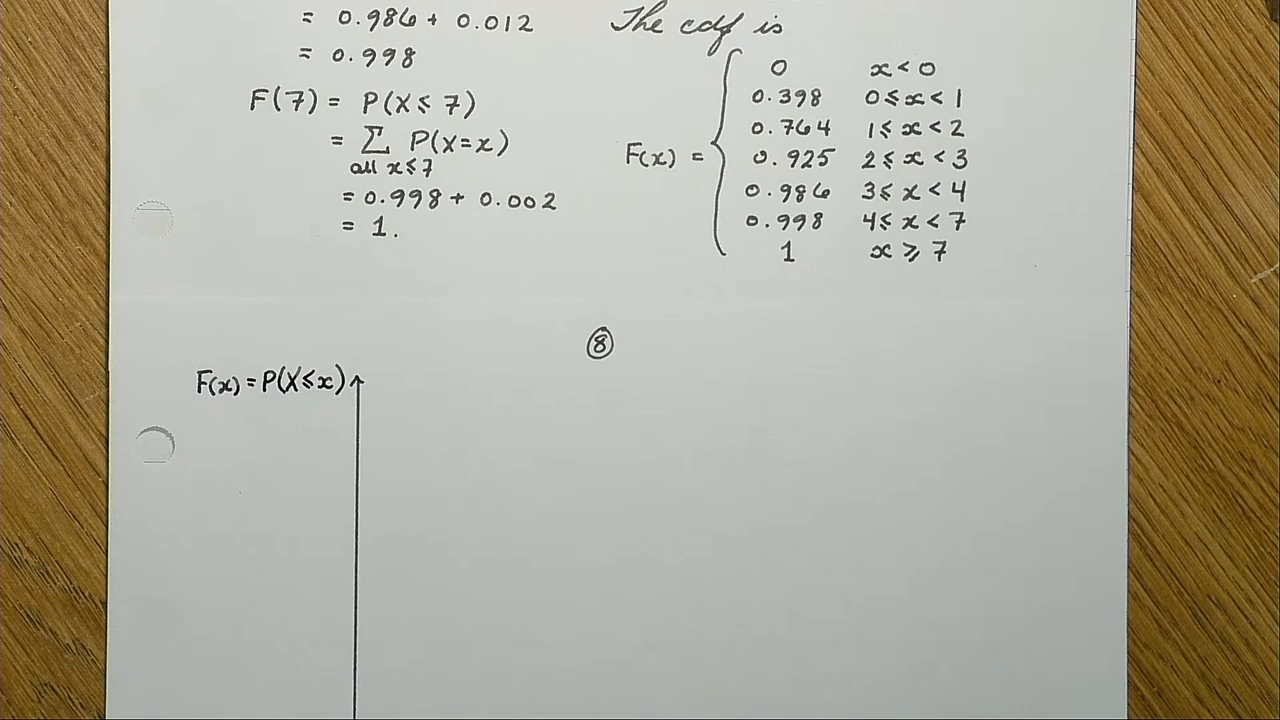 = 0.986 + 0.012
= 0.998
F(7) = P(X ≤ 7)
= Σ P(X=x)
all x≤7
= 0.998 + 0.002
= 1.
The cdf is
F(x) = {
0 x < 0
0.398 0 ≤ x < 1
0.764 1 ≤ x < 2
0.925 2 ≤ x < 3
0.986 3 ≤ x < 4
0.998 4 ≤ x < 7
1 x ≥ 7
8
F(x) = P(X≤x)